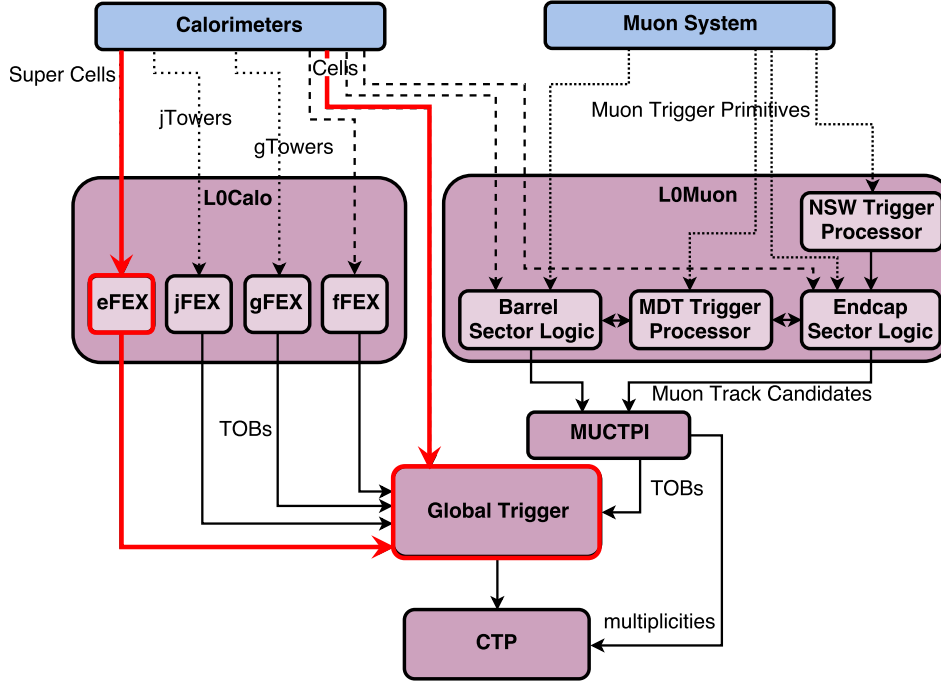 Calorimeters
Muon System
Super Cells
Cells
jTowers
Muon Trigger Primitives
gTowers
L0Calo
L0Muon
NSW Trigger
Processor
eFEX
jFEX
gFEX
fFEX
Barrel
Sector Logic
MDT Trigger
Processor
Endcap
Sector Logic
Muon Track Candidates
TOBs
MUCTPI
TOBs
Global Trigger
multiplicities
CTP